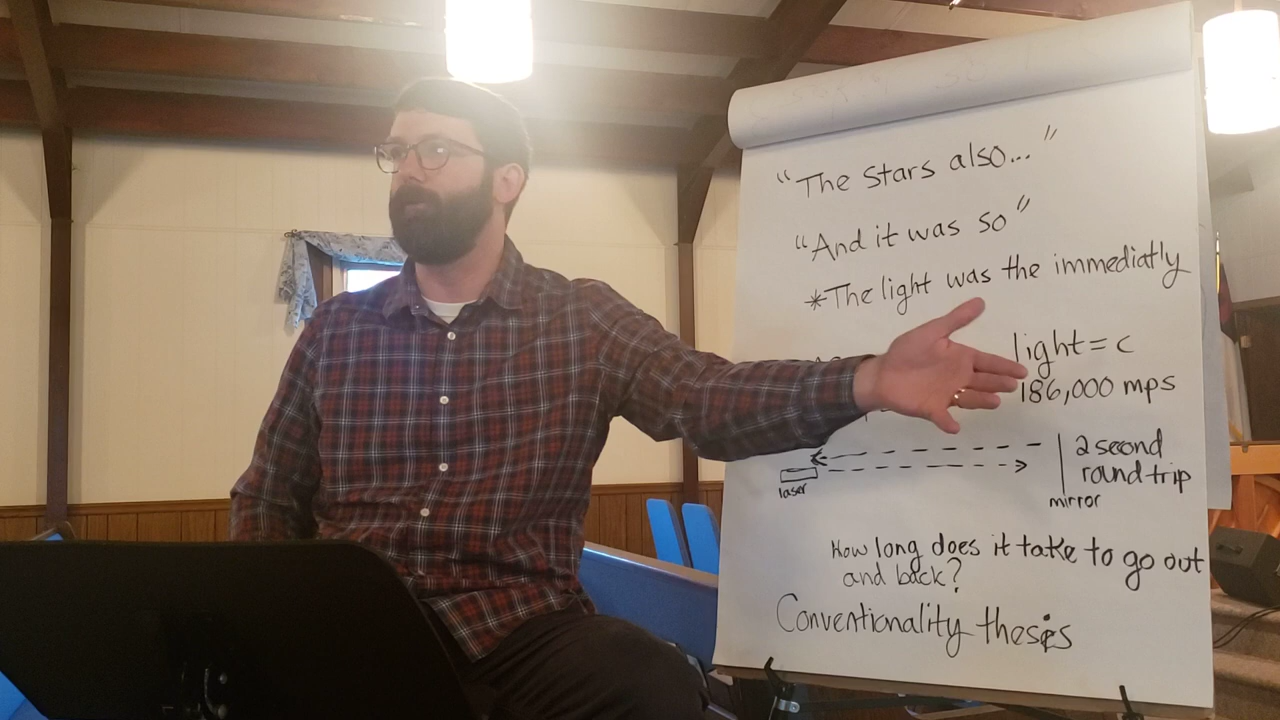 "The Stars also..."
"And it was so"
*The light was the immediatly
light = c
186,000 mps
2 second
round trip
laser
mirror
How long does it take to go out
and back?
Conventionality thesis